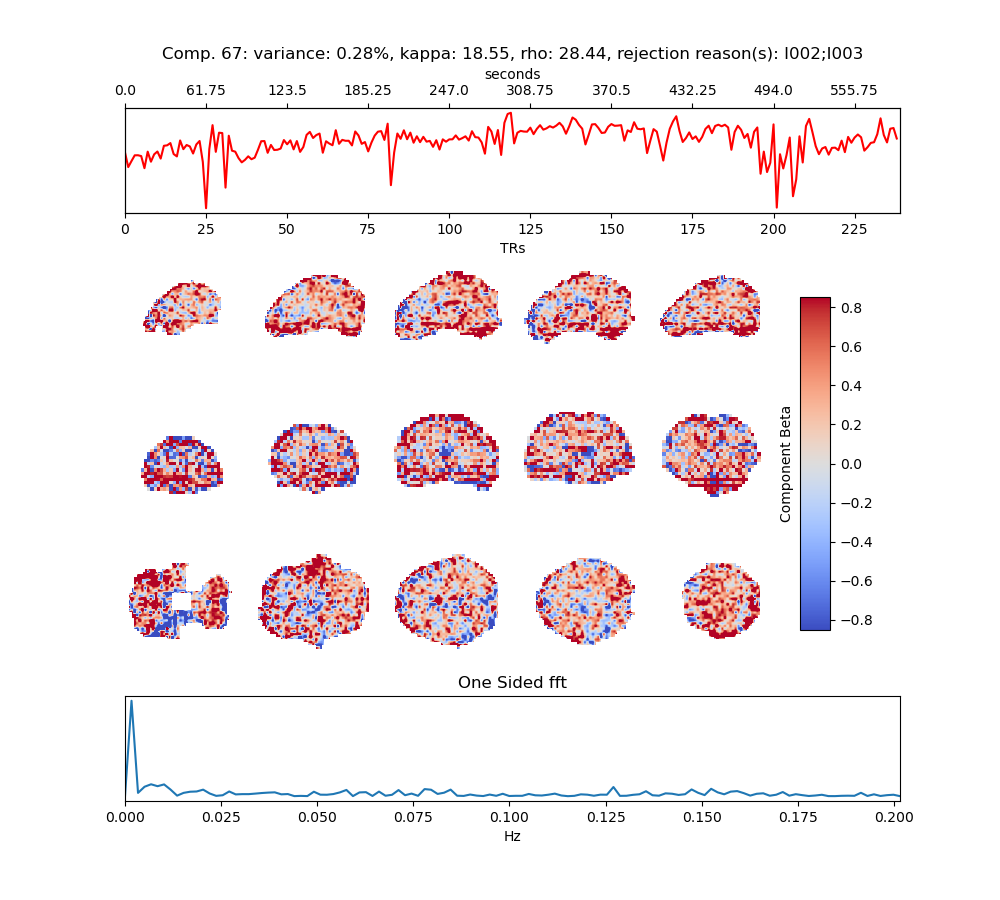 Comp. 67: variance: 0.28%, kappa: 18.55, rho: 28.44, rejection reason(s): I002;I003
seconds
0.0 61.75 123.5 185.25 247.0 308.75 370.5 432.25 494.0 555.75
0 25 50 75 100 125 150 175 200 225
TRs
0.8
0.6
0.4
0.2
0.0
−0.2
−0.4
−0.6
−0.8
Component Beta
One Sided fft
0.000 0.025 0.050 0.075 0.100 0.125 0.150 0.175 0.200
Hz